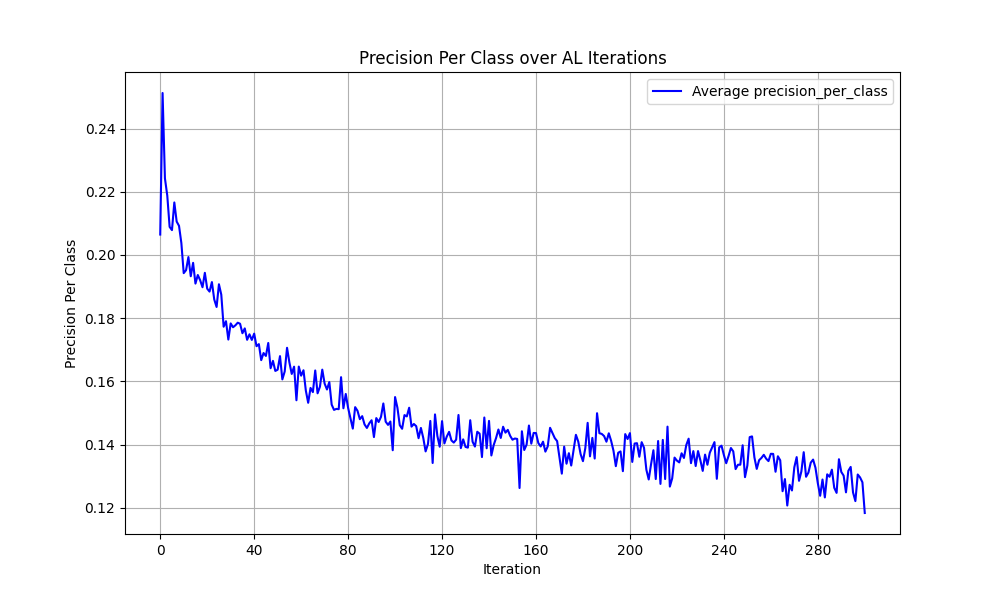 Precision Per Class over AL Iterations
Average precision_per_class
Precision Per Class
0.24
0.22
0.20
0.18
0.16
0.14
0.12
0 40 80 120 160 200 240 280
Iteration